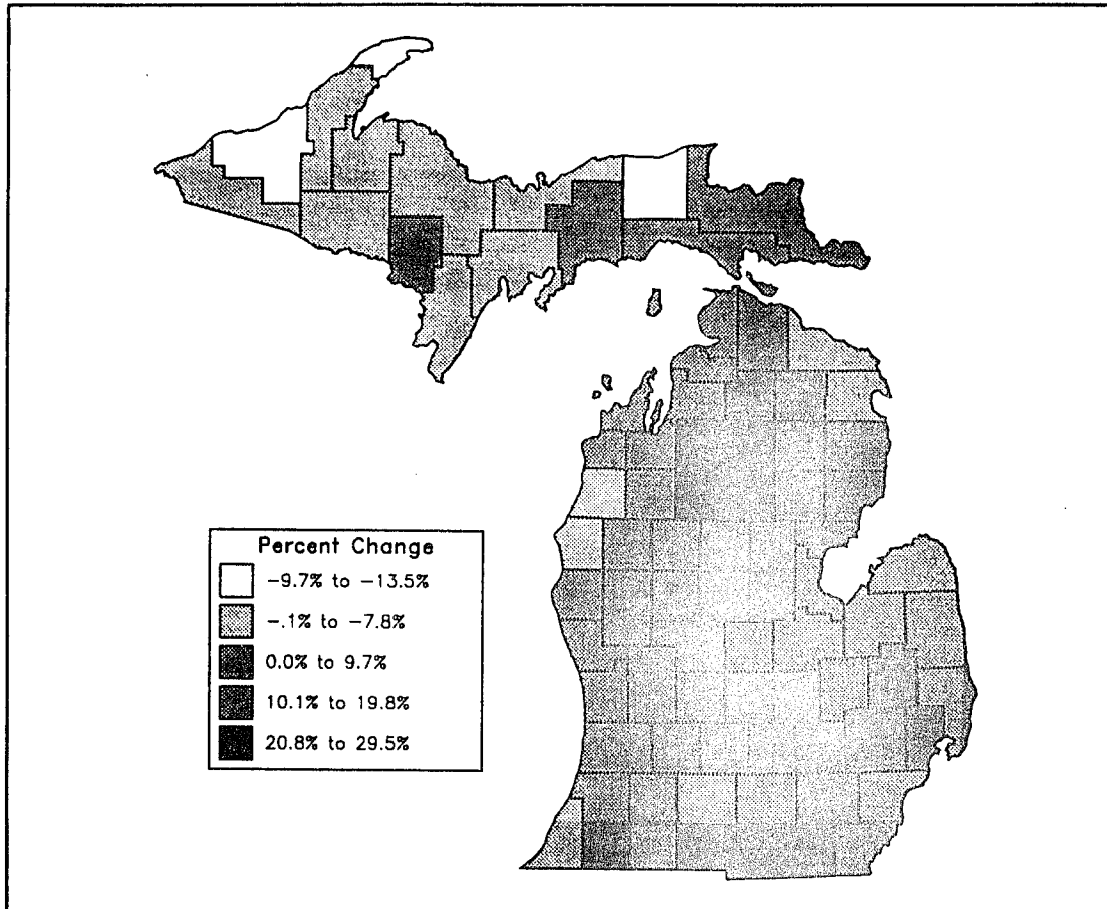 Percent Change
-9.7% to -13.5%
-.1% to -7.8%
0.0% to 9.7%
10.1% to 19.8%
20.8% to 29.5%